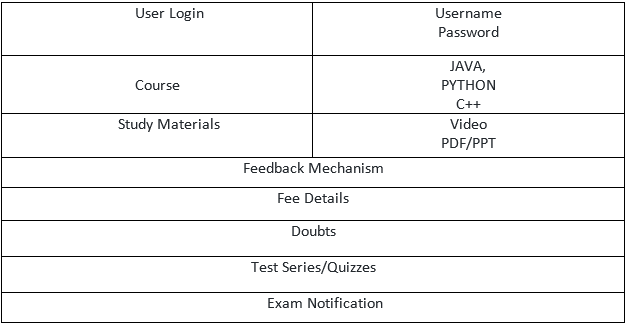 User Login
Username
Password
Course
JAVA,
PYTHON
C++
Study Materials
Video
PDF/PPT
Feedback Mechanism
Fee Details
Doubts
Test Series/Quizzes
Exam Notification